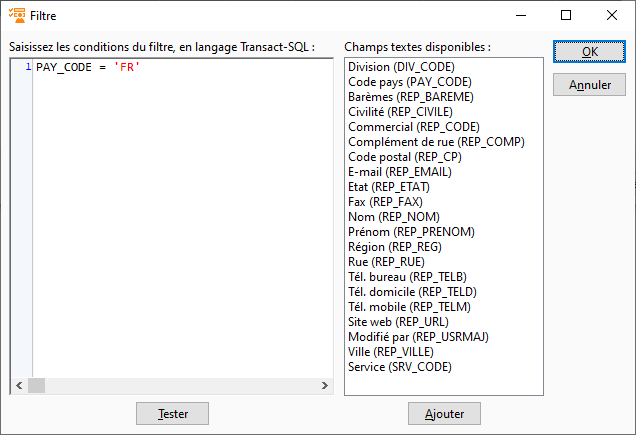 Filtre
Saisissez les conditions du filtre, en langage Transact-SQL :
1 PAY_CODE = 'FR'
Tester
Champs textes disponibles :
Division (DIV_CODE)
Code pays (PAY_CODE)
Barèmes (REP_BAREME)
Civilité (REP_CIVILE)
Commercial (REP_CODE)
Complément de rue (REP_COMP)
Code postal (REP_CP)
E-mail (REP_EMAIL)
Etat (REP_ETAT)
Fax (REP_FAX)
Nom (REP_NOM)
Prénom (REP_PRENOM)
Région (REP_REG)
Rue (REP_RUE)
Tél. bureau (REP_TELB)
Tél. domicile (REP_TELD)
Tél. mobile (REP_TELM)
Site web (REP_URL)
Modifié par (REP_USRMAJ)
Ville (REP_VILLE)
Service (SRV_CODE)
Ajouter
OK
Annuler